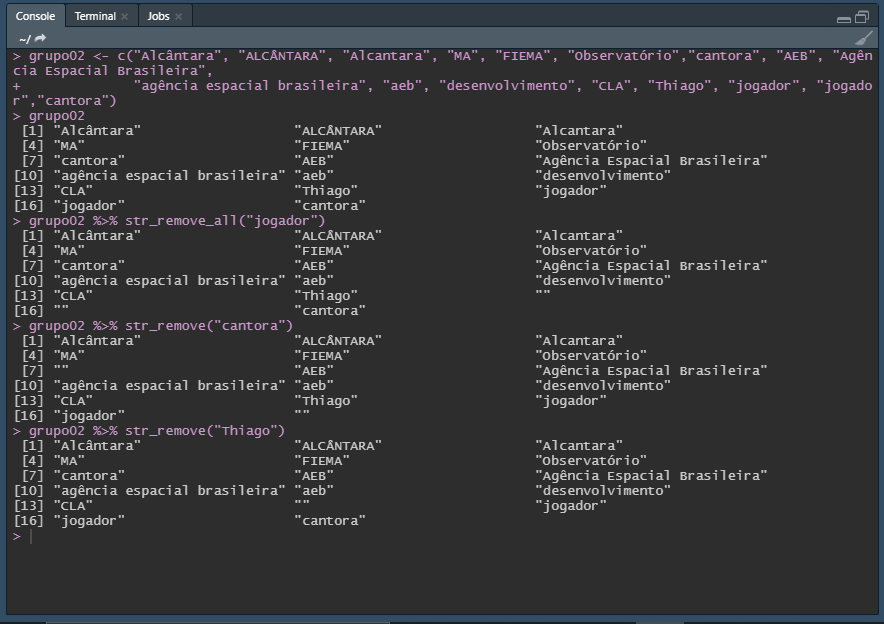 Console Terminal Jobs
~/
> grupo02 <- c("Alcântara", "ALCÂNTARA", "Alcantara", "MA", "FIEMA", "Observatório","cantora", "AEB", "Agên
cia Espacial Brasileira",
+ "agência espacial brasileira", "aeb", "desenvolvimento", "CLA", "Thiago", "jogador", "jogado
r","cantora")
> grupo02
[1] "Alcântara" "ALCÂNTARA" "Alcantara"
[4] "MA" "FIEMA" "Observatório"
[7] "cantora" "AEB" "Agência Espacial Brasileira"
[10] "agência espacial brasileira" "aeb" "desenvolvimento"
[13] "CLA" "Thiago" "jogador"
[16] "jogador" "cantora"
> grupo02 %>% str_remove_all("jogador")
[1] "Alcântara" "ALCÂNTARA" "Alcantara"
[4] "MA" "FIEMA" "Observatório"
[7] "cantora" "AEB" "Agência Espacial Brasileira"
[10] "agência espacial brasileira" "aeb" "desenvolvimento"
[13] "CLA" "Thiago" ""
[16] "" "cantora"
> grupo02 %>% str_remove("cantora")
[1] "Alcântara" "ALCÂNTARA" "Alcantara"
[4] "MA" "FIEMA" "Observatório"
[7] "" "AEB" "Agência Espacial Brasileira"
[10] "agência espacial brasileira" "aeb" "desenvolvimento"
[13] "CLA" "Thiago" "jogador"
[16] "jogador" ""
> grupo02 %>% str_remove("Thiago")
[1] "Alcântara" "ALCÂNTARA" "Alcantara"
[4] "MA" "FIEMA" "Observatório"
[7] "cantora" "AEB" "Agência Espacial Brasileira"
[10] "agência espacial brasileira" "aeb" "desenvolvimento"
[13] "CLA" "" "jogador"
[16] "jogador" "cantora"
>